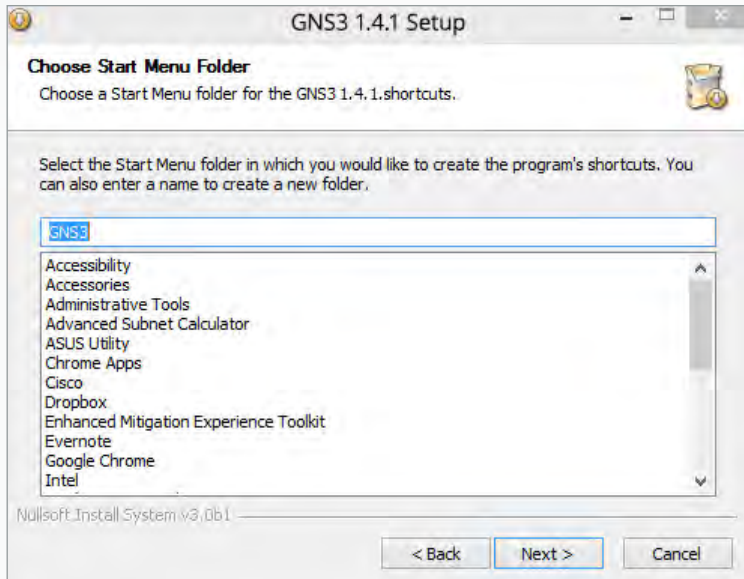 GNS3 1.4.1 Setup
Choose Start Menu Folder
Choose a Start Menu folder for the GNS3 1.4.1.shortcuts.
Select the Start Menu folder in which you would like to create the program's shortcuts. You
can also enter a name to create a new folder.
GNS3
Accessibility
Accessories
Administrative Tools
Advanced Subnet Calculator
ASUS Utility
Chrome Apps
Cisco
Dropbox
Enhanced Mitigation Experience Toolkit
Evernote
Google Chrome
Intel
Nullsoft Install System v3.0b1
< Back Next > Cancel